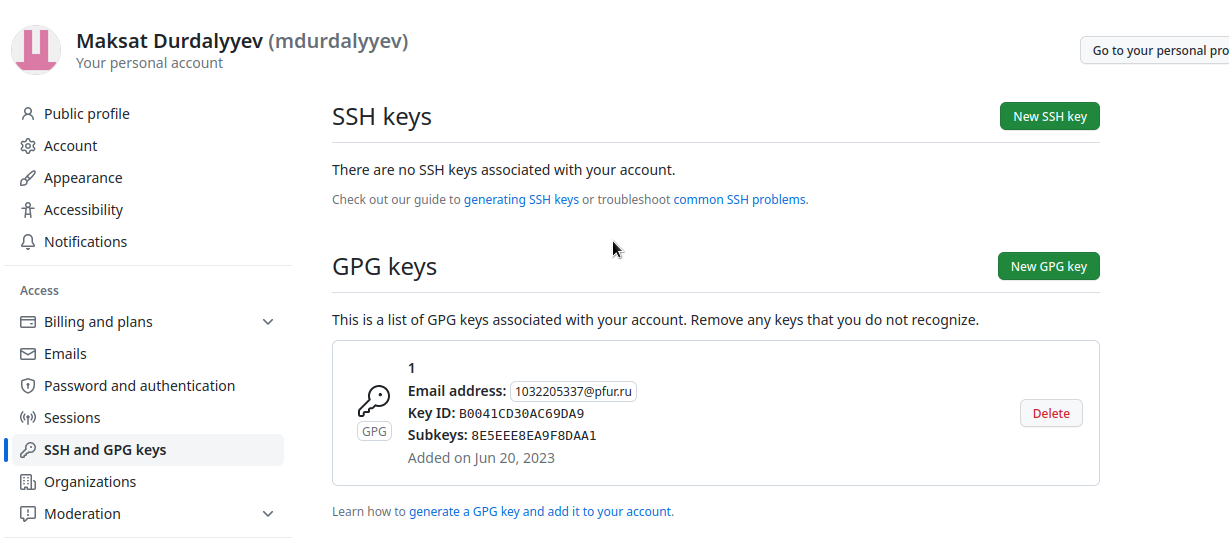 Maksat Durdalyyev (mdurdalyyev)
Your personal account
Go to your personal pro
Public profile
Account
Appearance
Accessibility
Notifications
Access
Billing and plans
Emails
Password and authentication
Sessions
SSH and GPG keys
Organizations
Moderation
SSH keys
New SSH key
There are no SSH keys associated with your account.
Check out our guide to generating SSH keys or troubleshoot common SSH problems.
GPG keys
New GPG key
This is a list of GPG keys associated with your account. Remove any keys that you do not recognize.
1
Email address: 1032205337@pfur.ru
Key ID: B0041CD30AC69DA9
GPG
Subkeys: 8E5EEE8EA9F8DAA1
Added on Jun 20, 2023
Delete
Learn how to generate a GPG key and add it to your account.